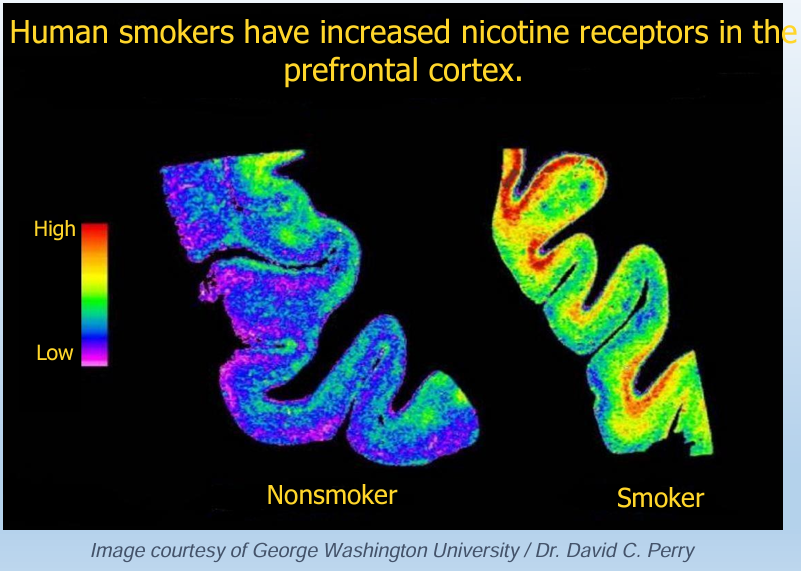 Human smokers have increased nicotine receptors in the
prefrontal cortex.
High
Low
Nonsmoker
Smoker
Image courtesy of George Washington University / Dr. David C. Perry